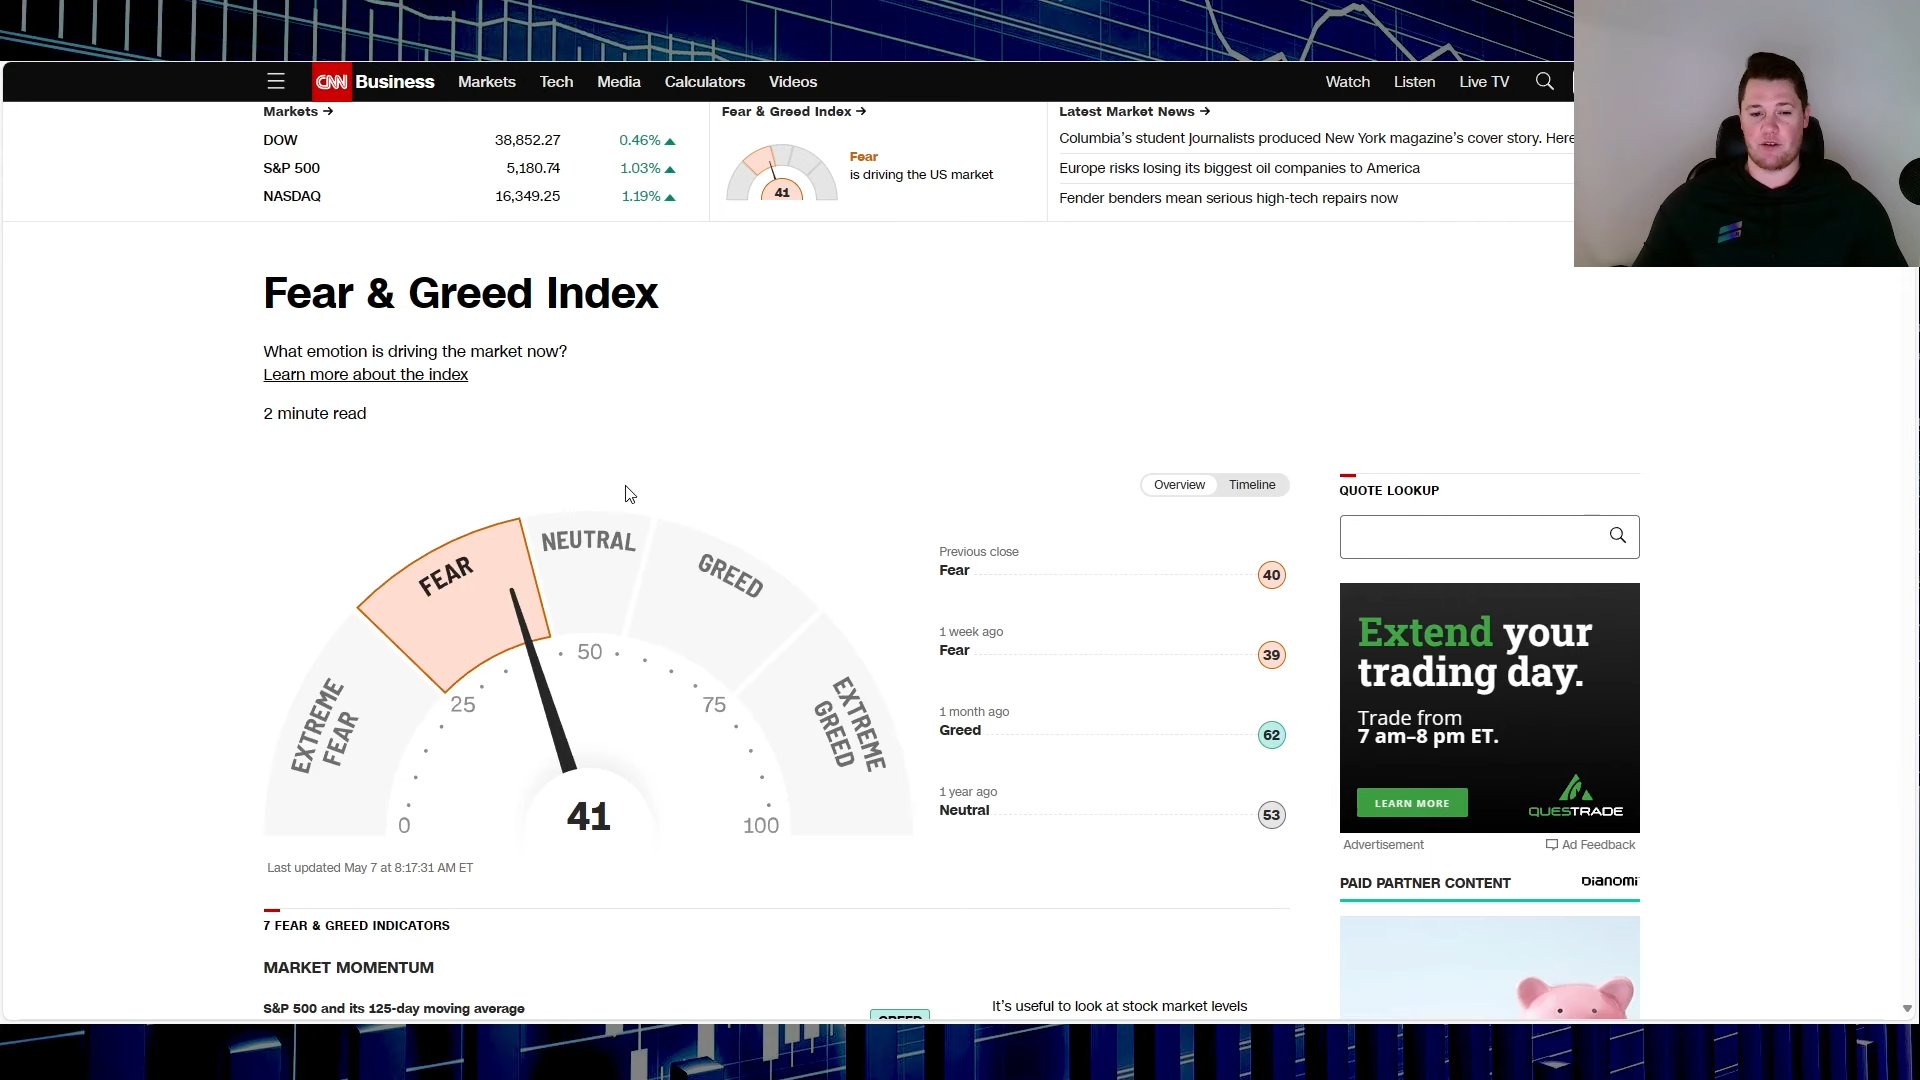 CNN Business Markets Tech Media Calculators Videos Watch Listen Live TV
Markets →
DOW 38,852.27 0.46%
S&P 500 5,180.74 1.03%
NASDAQ 16,349.25 1.19%
Fear & Greed Index →
41
Fear
is driving the US market
Latest Market News →
Columbia's student journalists produced New York magazine's cover story. Here
Europe risks losing its biggest oil companies to America
Fender benders mean serious high-tech repairs now
Fear & Greed Index
What emotion is driving the market now?
Learn more about the index
2 minute read
Overview Timeline
EXTREME FEAR
FEAR
NEUTRAL
GREED
EXTREME GREED
0
25
50
75
100
41
Last updated May 7 at 8:17:31 AM ET
Previous close
Fear 40
1 week ago
Fear 39
1 month ago
Greed 62
1 year ago
Neutral 53
QUOTE LOOKUP
Extend your
trading day.
Trade from
7 am–8 pm ET.
LEARN MORE
QUESTRADE
Advertisement Ad Feedback
PAID PARTNER CONTENT Dianomi
7 FEAR & GREED INDICATORS
MARKET MOMENTUM
S&P 500 and its 125-day moving average
GREED
It's useful to look at stock market levels